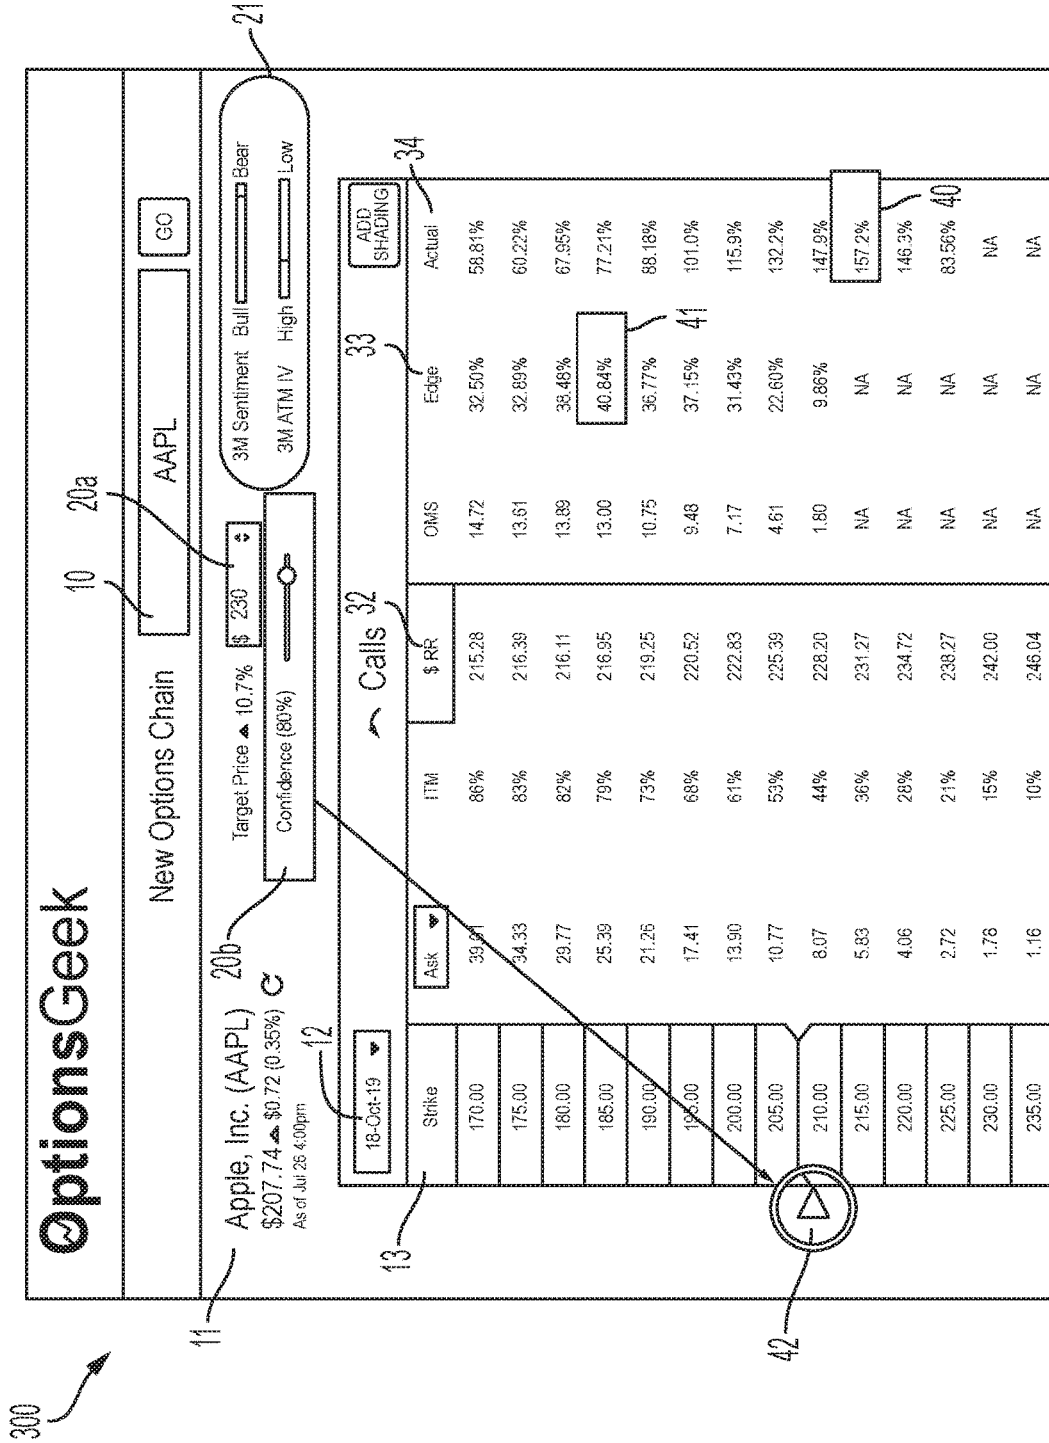 300
OptionsGeek
New Options Chain
10
AAPL
GO
11
Apple, Inc. (AAPL)
$207.74 ▲ $0.72 (0.35%)
As of Jul 26 4:00pm
20a
20b
Target Price ▲ 10.7%
$ 230
Confidence (80%)
21
3M Sentiment Bull Bear
3M ATM IV High Low
12
18-Oct-19 ▼
Calls
ADD
SHADING
13
32
33
34
Strike Ask ▼ ITM $ RR OMS Edge Actual
170.00 86% 215.28 14.72 32.50% 58.81%
175.00 34.33 83% 216.39 13.61 32.89% 60.22%
180.00 29.77 82% 216.11 13.89 38.48% 67.95%
185.00 25.39 79% 216.95 13.00 40.84% 77.21%
41
190.00 21.26 73% 219.25 10.75 36.77% 88.18%
195.00 17.41 68% 220.52 9.48 37.15% 101.0%
200.00 13.90 61% 222.83 7.17 31.43% 115.9%
205.00 10.77 53% 225.39 4.61 22.60% 132.2%
42
210.00 8.07 44% 228.20 1.80 9.86% 147.9%
215.00 5.83 36% 231.27 NA NA 157.2%
40
220.00 4.06 28% 234.72 NA NA 146.3%
225.00 2.72 21% 238.27 NA NA 83.56%
230.00 1.78 15% 242.00 NA NA NA
235.00 1.16 10% 246.04 NA NA NA